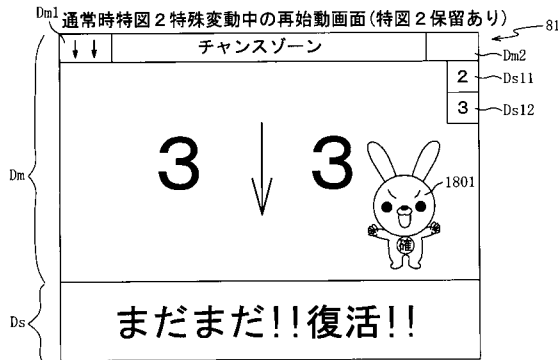 通常時特図2特殊変動中の再始動画面(特図2保留あり)
Dm1
81
↓ ↓ チャンスゾーン
Dm2
2 Ds11
3 Ds12
3 ↓ 3
Dm
1801
確
Ds
まだまだ!!復活!!